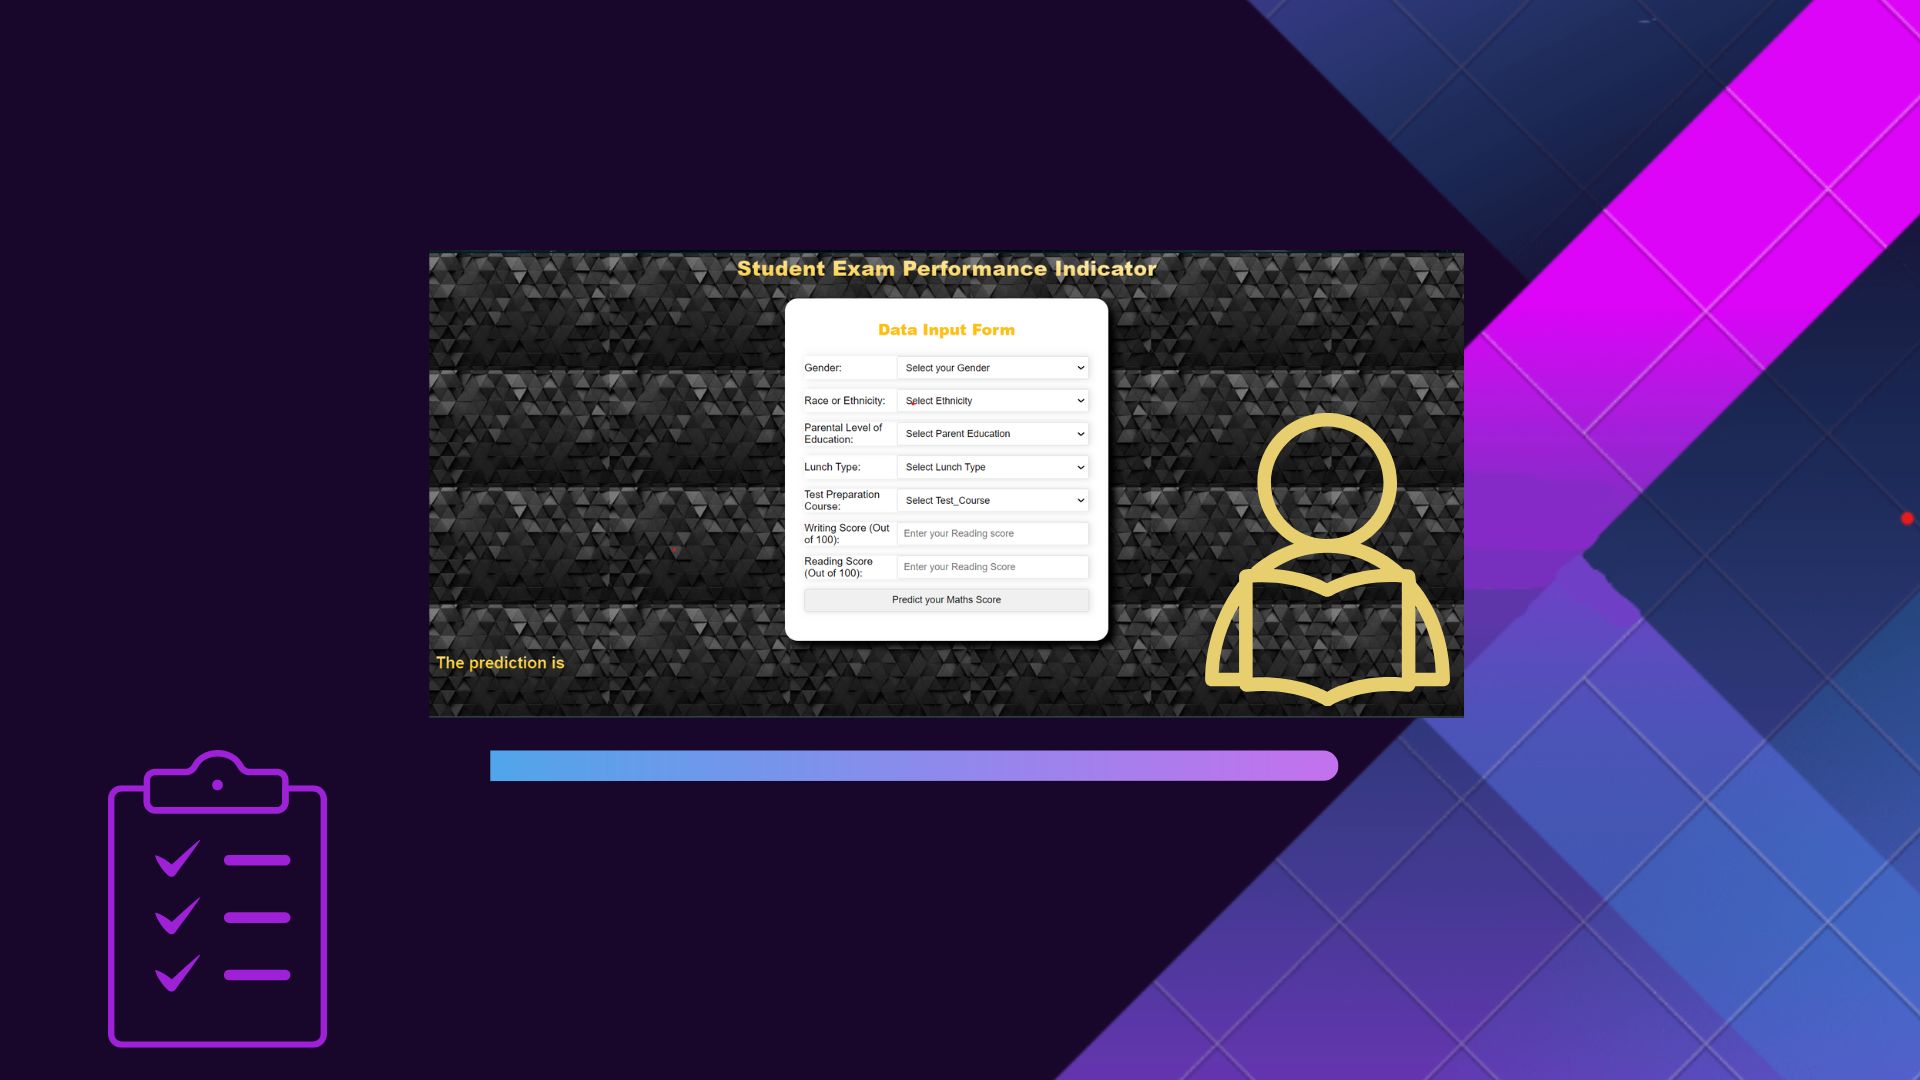 Student Exam Performance Indicator
Data Input Form
Gender:
Select your Gender
Race or Ethnicity:
Select Ethnicity
Parental Level of
Education:
Select Parent Education
Lunch Type:
Select Lunch Type
Test Preparation
Course:
Select Test_Course
Writing Score (Out
of 100):
Enter your Reading score
Reading Score
(Out of 100):
Enter your Reading Score
Predict your Maths Score
The prediction is